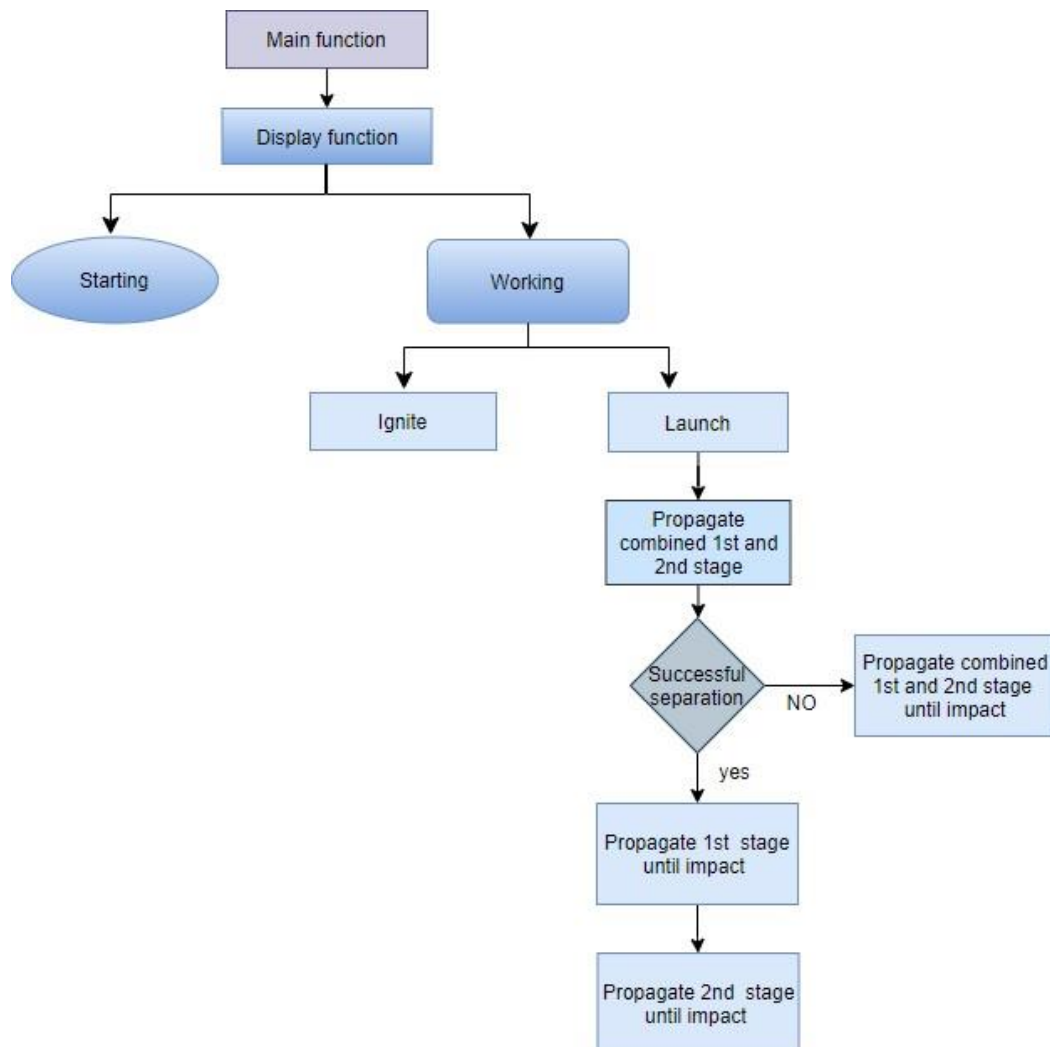 Main function
Display function
Starting
Working
Ignite
Launch
Propagate
combined 1st and
2nd stage
Successful
separation
NO
Propagate combined
1st and 2nd stage
until impact
yes
Propagate 1st stage
until impact
Propagate 2nd stage
until impact